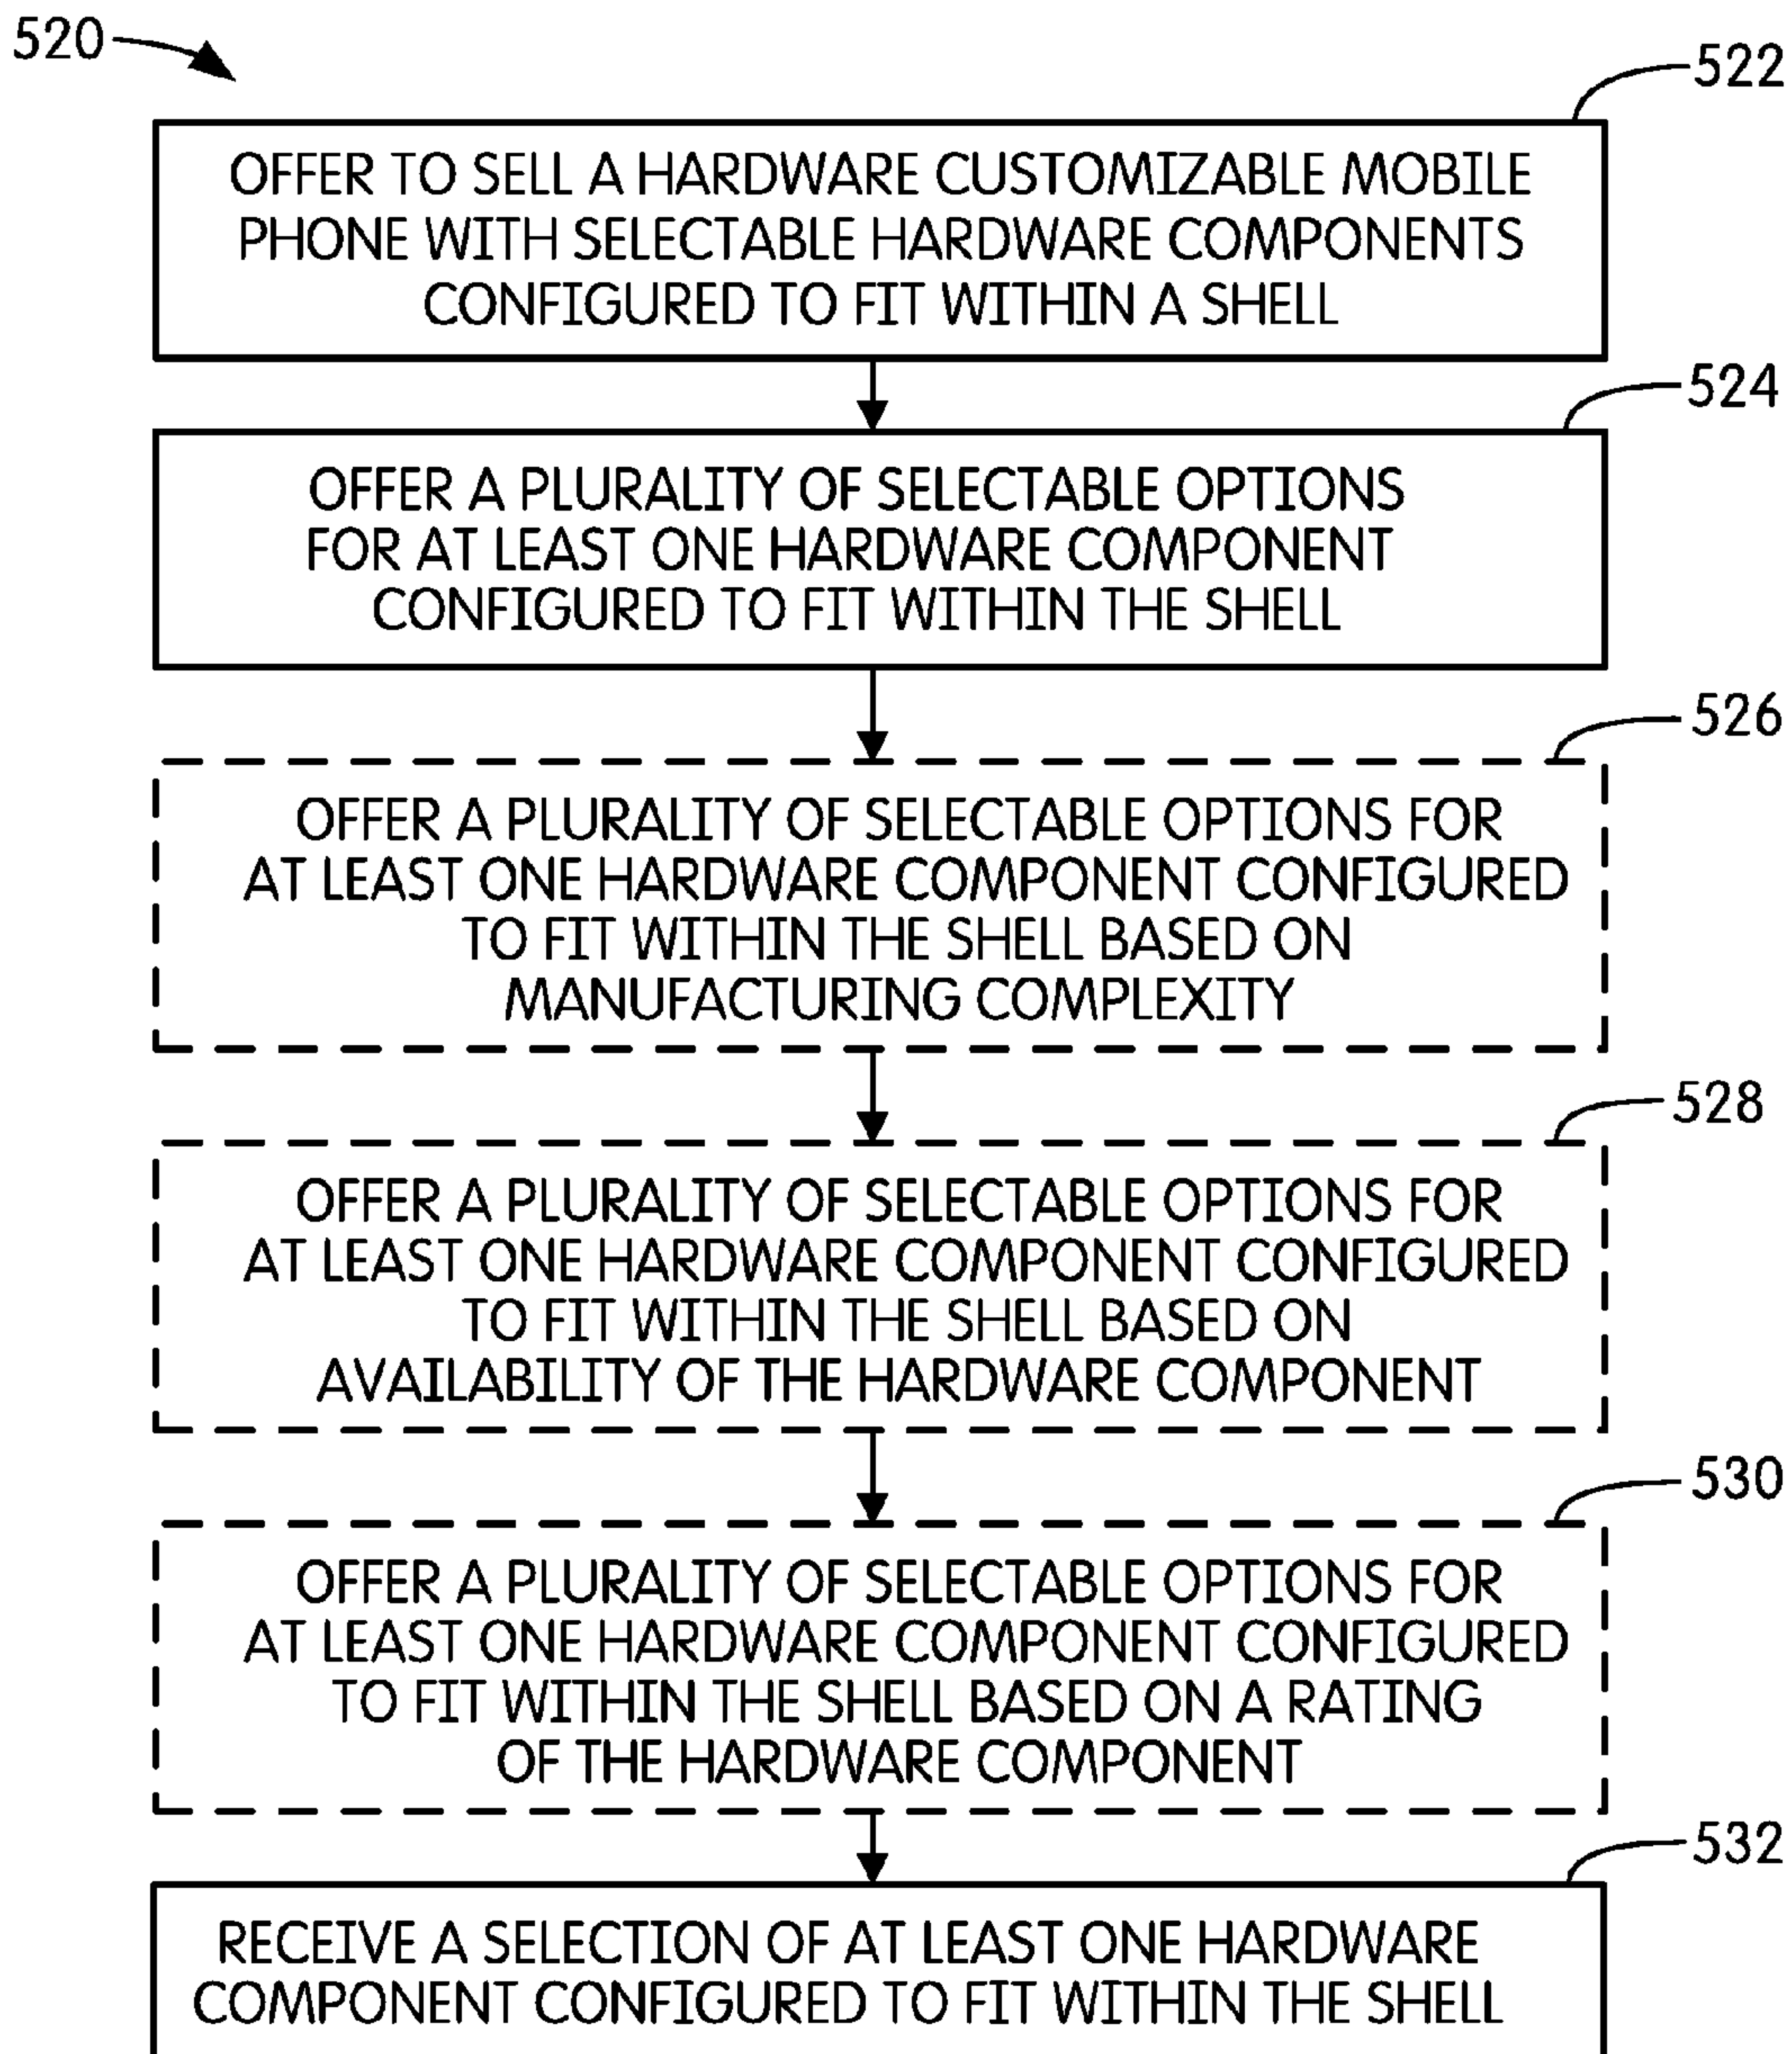 520
522
OFFER TO SELL A HARDWARE CUSTOMIZABLE MOBILE
PHONE WITH SELECTABLE HARDWARE COMPONENTS
CONFIGURED TO FIT WITHIN A SHELL
524
OFFER A PLURALITY OF SELECTABLE OPTIONS
FOR AT LEAST ONE HARDWARE COMPONENT
CONFIGURED TO FIT WITHIN THE SHELL
526
OFFER A PLURALITY OF SELECTABLE OPTIONS FOR
AT LEAST ONE HARDWARE COMPONENT CONFIGURED
TO FIT WITHIN THE SHELL BASED ON
MANUFACTURING COMPLEXITY
528
OFFER A PLURALITY OF SELECTABLE OPTIONS FOR
AT LEAST ONE HARDWARE COMPONENT CONFIGURED
TO FIT WITHIN THE SHELL BASED ON
AVAILABILITY OF THE HARDWARE COMPONENT
530
OFFER A PLURALITY OF SELECTABLE OPTIONS FOR
AT LEAST ONE HARDWARE COMPONENT CONFIGURED
TO FIT WITHIN THE SHELL BASED ON A RATING
OF THE HARDWARE COMPONENT
532
RECEIVE A SELECTION OF AT LEAST ONE HARDWARE
COMPONENT CONFIGURED TO FIT WITHIN THE SHELL